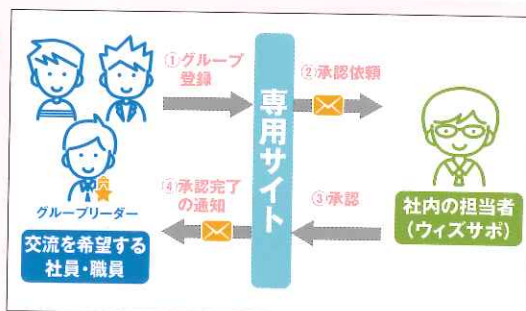 ①グループ
登録
②承認依頼
専用サイト
グループリーダー
交流を希望する
社員・職員
④承認完了
の通知
③承認
社内の担当者
(ウィズサポ)